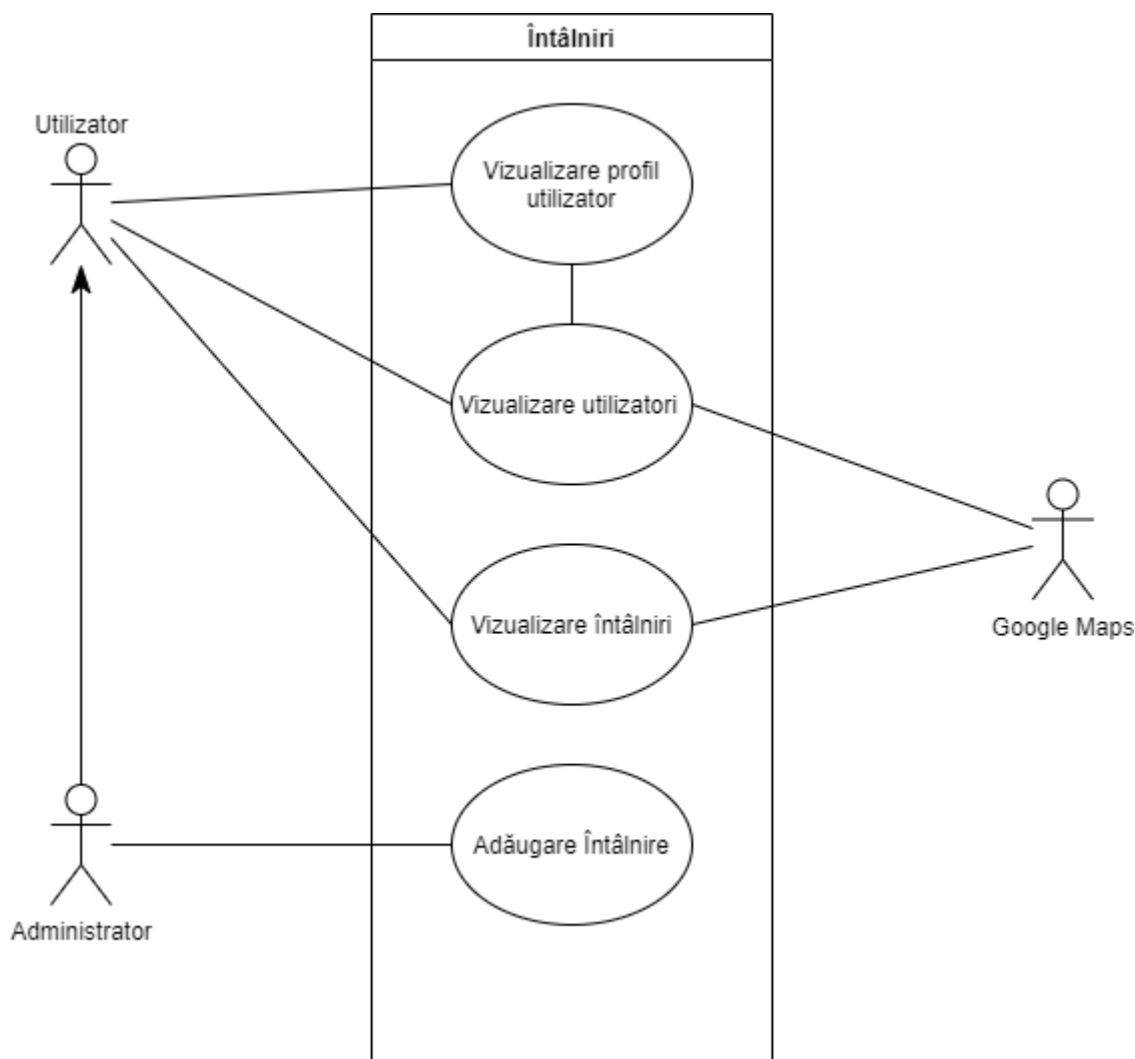 Întâlniri
Utilizator
Vizualizare profil
utilizator
Vizualizare utilizatori
Vizualizare întâlniri
Google Maps
Adăugare Întâlnire
Administrator